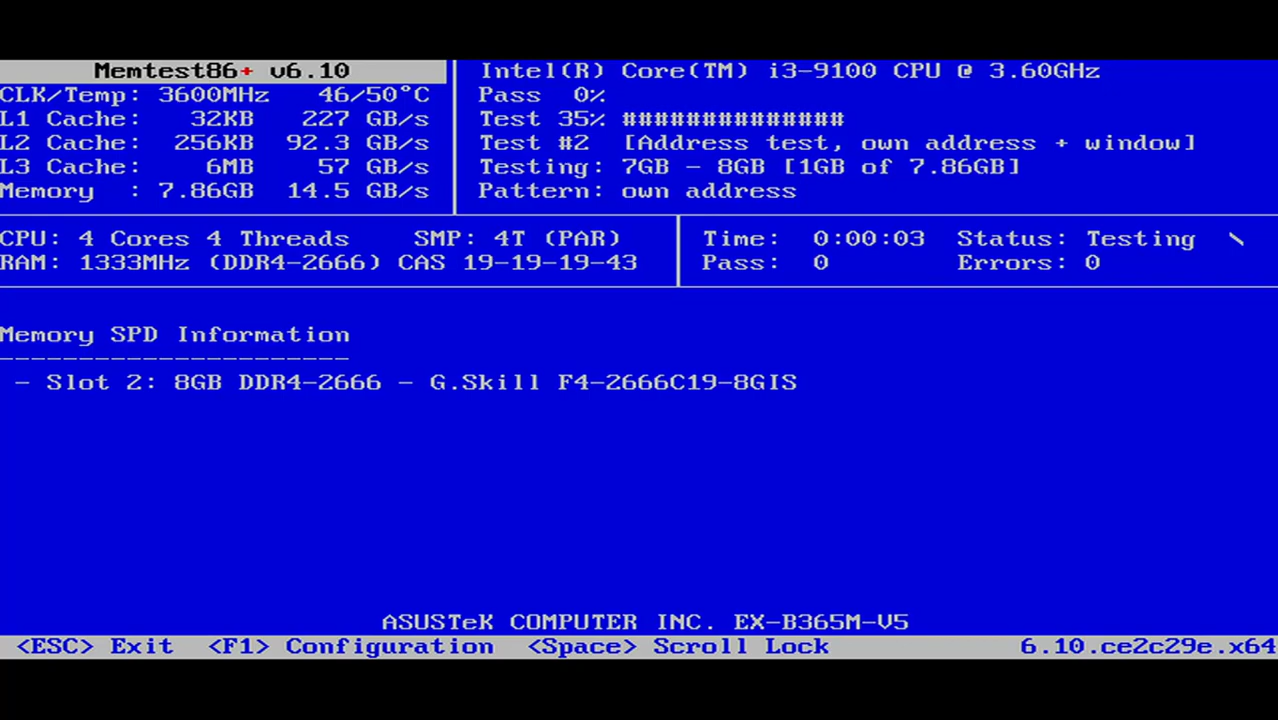 Memtest86+ v6.10
CLK/Temp: 3600MHz 46/50°C
L1 Cache: 32KB 227 GB/s
L2 Cache: 256KB 92.3 GB/s
L3 Cache: 6MB 57 GB/s
Memory : 7.86GB 14.5 GB/s
Intel(R) Core(TM) i3-9100 CPU @ 3.60GHz
Pass 0%
Test 35% ##############
Test #2 [Address test, own address + window]
Testing: 7GB - 8GB [1GB of 7.86GB]
Pattern: own address
CPU: 4 Cores 4 Threads SMP: 4T (PAR)
RAM: 1333MHz (DDR4-2666) CAS 19-19-19-43
Time: 0:00:03 Status: Testing \
Pass: 0 Errors: 0
Memory SPD Information
----------------------
- Slot 2: 8GB DDR4-2666 - G.Skill F4-2666C19-8GIS
ASUSTeK COMPUTER INC. EX-B365M-V5
<ESC> Exit <F1> Configuration <Space> Scroll Lock 6.10.ce2c29e.x64